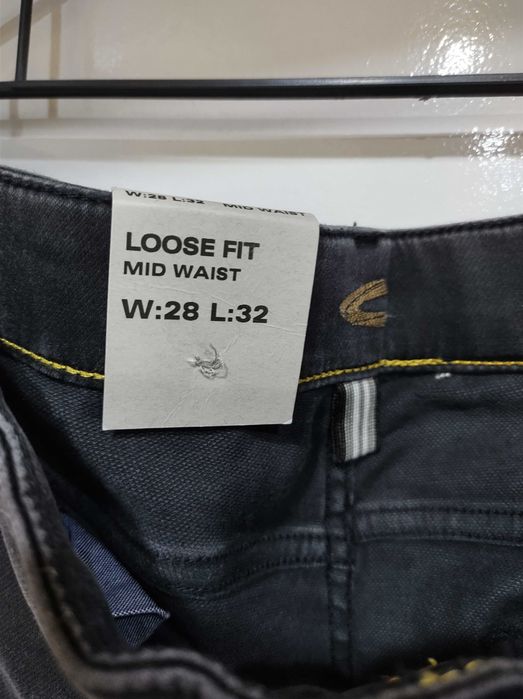 W:28 L:32 MID WAIST
LOOSE FIT
MID WAIST
W:28 L:32